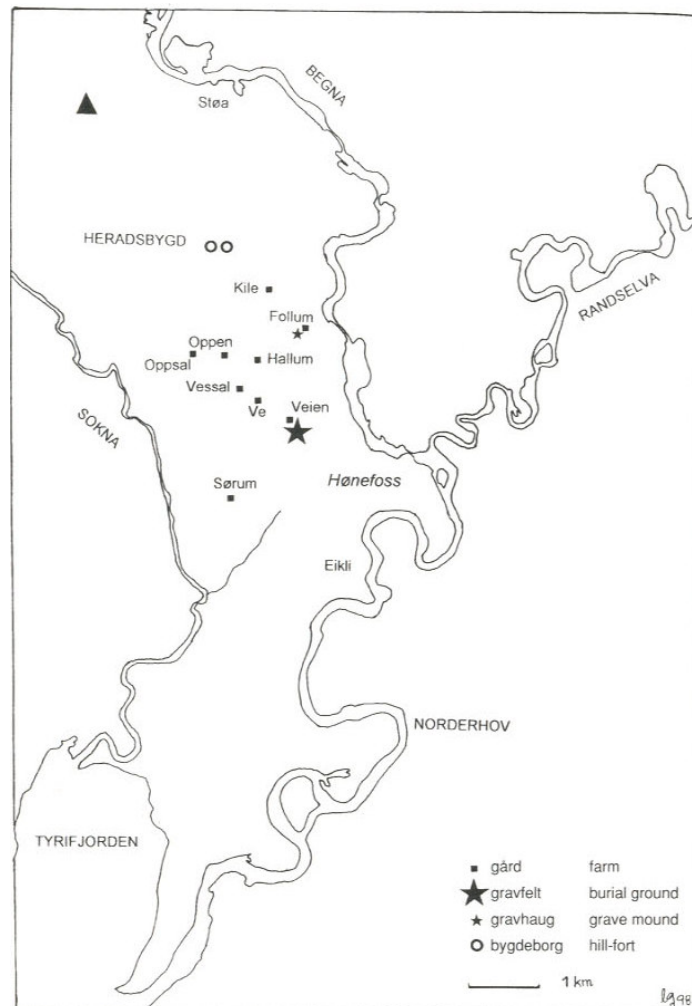 BEGNA
Støa
HERADSBYGD
RANDSELVA
Kile
Follum
Oppen
Oppsal
Hallum
Vessal
Ve
Veien
SOKNA
Sørum
Hønefoss
Eikli
NORDERHOV
TYRIFJORDEN
gård farm
gravfelt burial ground
gravhaug grave mound
bygdeborg hill-fort
1 km
lg98